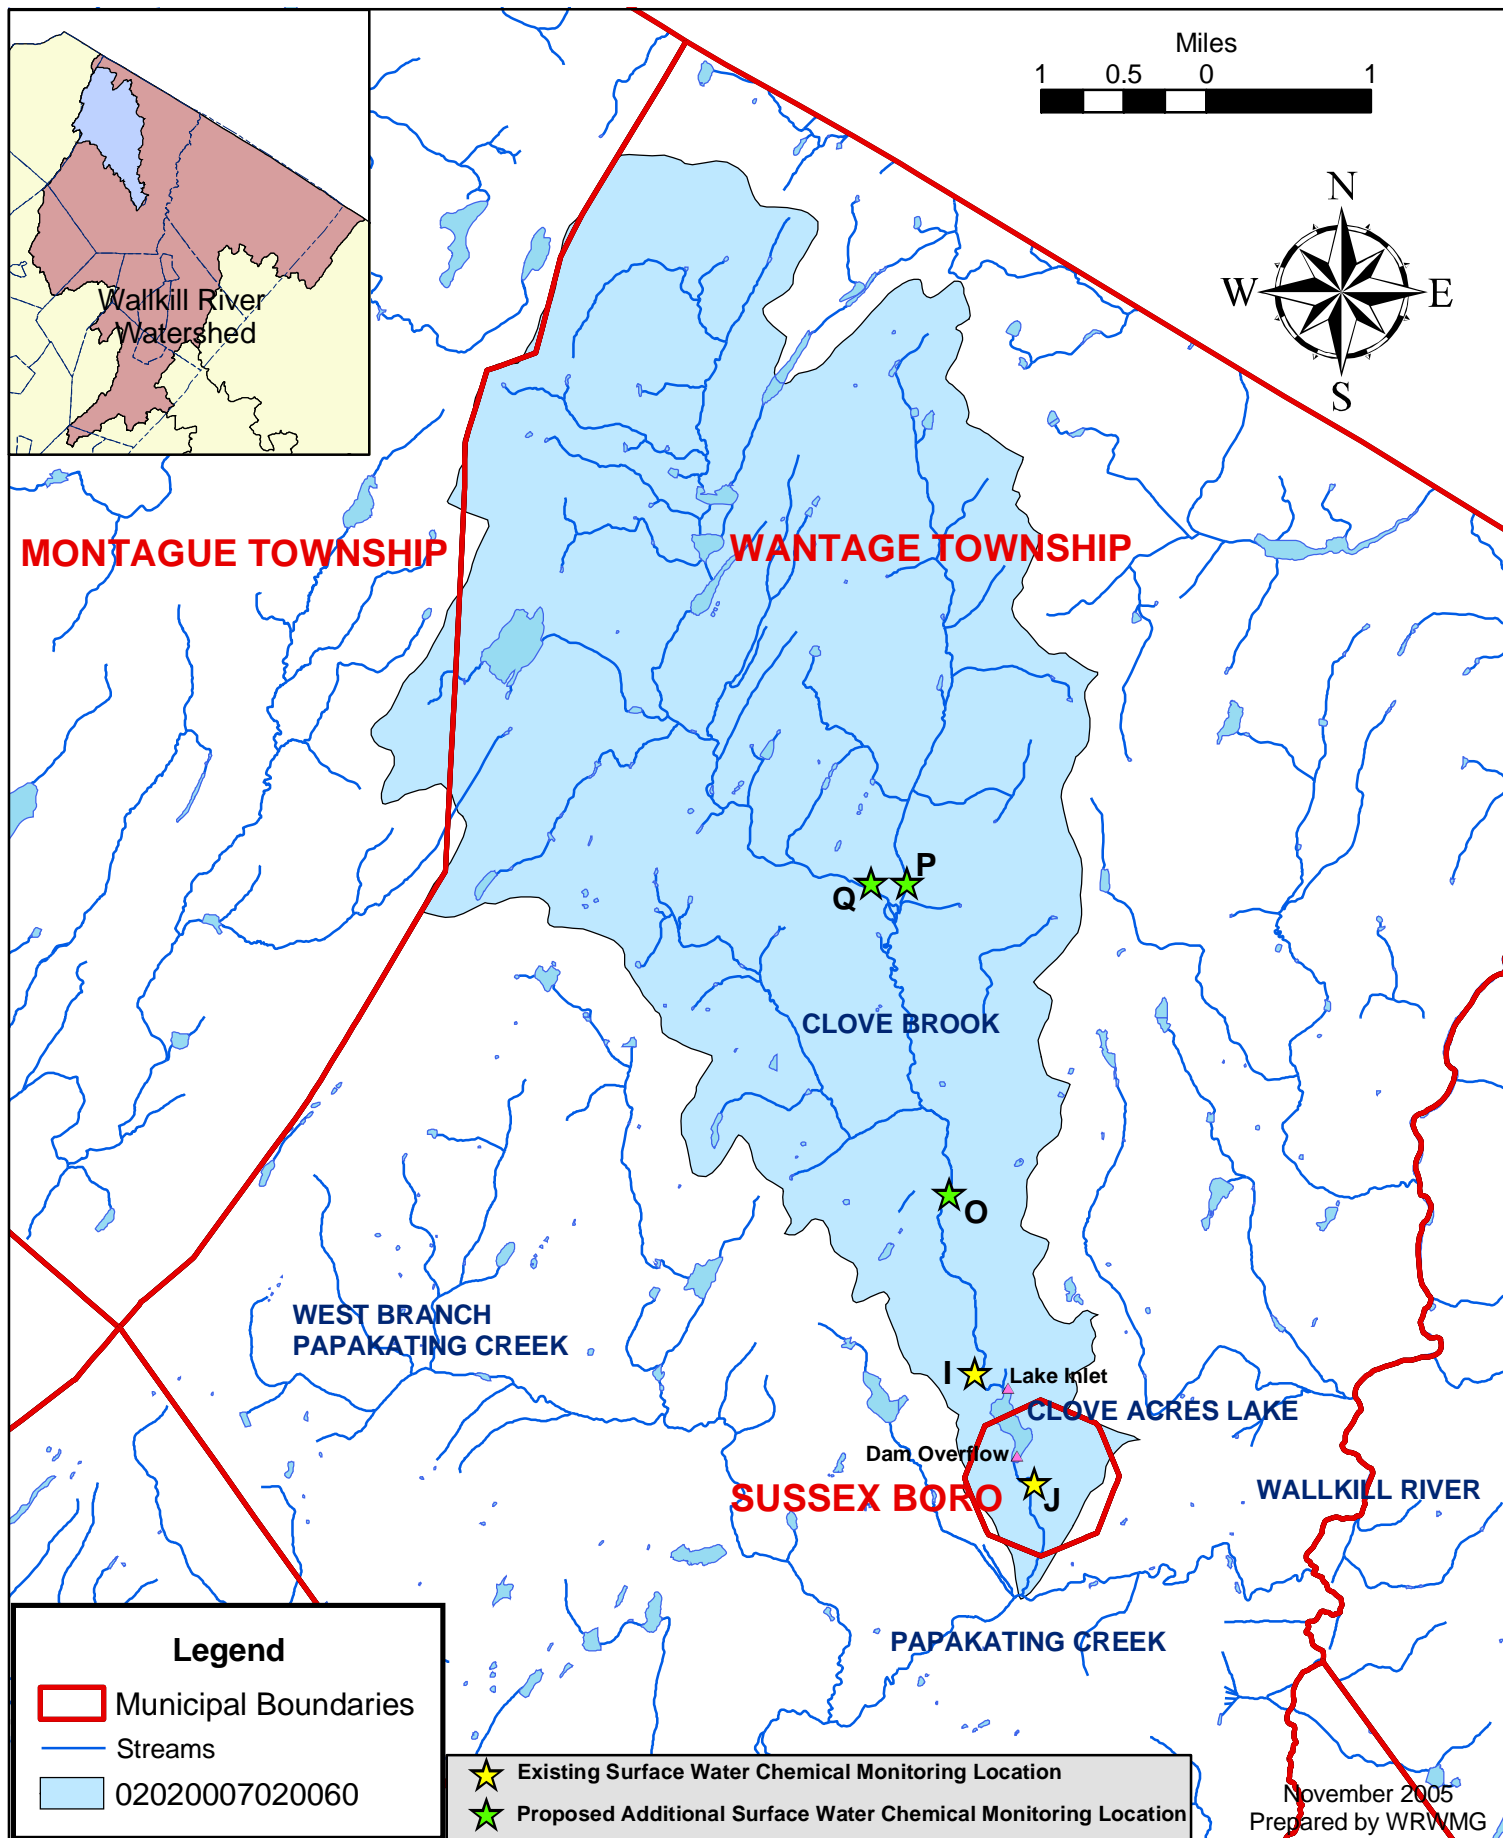 Miles
1 0.5 0 1
N
W E
S
Wallkill River
Watershed
MONTAGUE TOWNSHIP
WANTAGE TOWNSHIP
P
Q
CLOVE BROOK
O
WEST BRANCH
PAPAKATING CREEK
I
Lake Inlet
CLOVE ACRES LAKE
Dam Overflow
SUSSEX BORO
J
WALLKILL RIVER
PAPAKATING CREEK
Legend
Municipal Boundaries
Streams
02020007020060
Existing Surface Water Chemical Monitoring Location
Proposed Additional Surface Water Chemical Monitoring Location
November 2005
Prepared by WRWMG